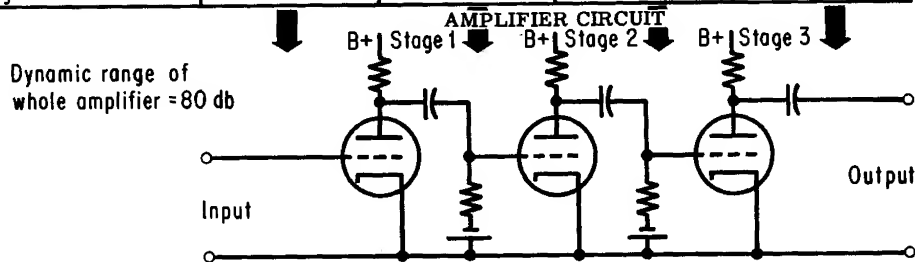 AMPLIFIER CIRCUIT
B+ Stage 1
B+ Stage 2
B+ Stage 3
Dynamic range of
whole amplifier = 80 db
Input
Output